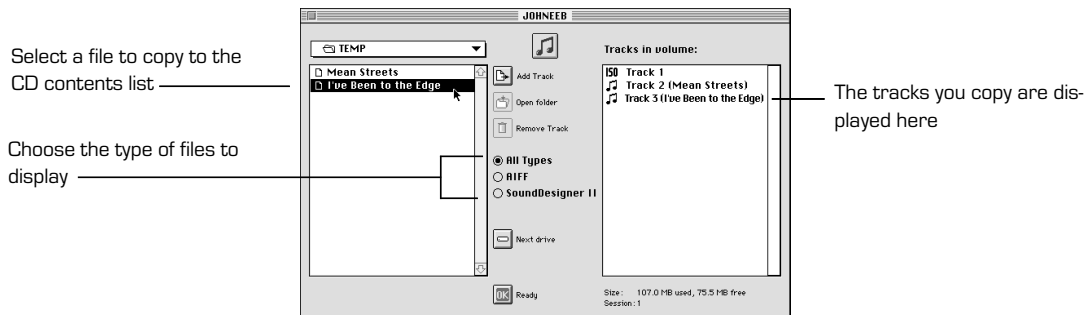 JOHNEEB
Select a file to copy to the
CD contents list
TEMP
Mean Streets
I've Been to the Edge
Choose the type of files to
display
Add Track
Open folder
Remove Track
All Types
AIFF
SoundDesigner II
Next drive
OK Ready
Tracks in volume:
ISO Track 1
Track 2 (Mean Streets)
Track 3 (I've Been to the Edge)
Size: 107.0 MB used, 75.5 MB free
Session: 1
The tracks you copy are dis-
played here